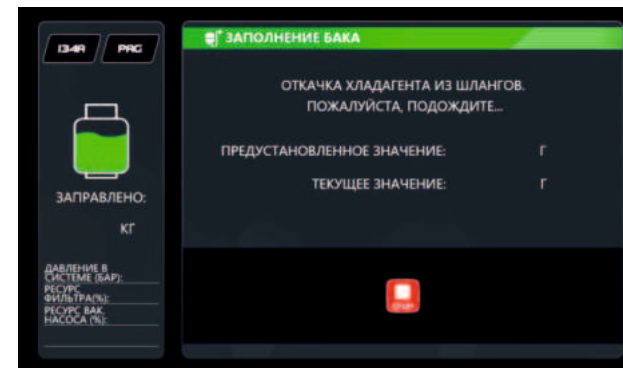 134A
PAG
ЗАПРАВЛЕНО:
КГ
ДАВЛЕНИЕ В
СИСТЕМЕ (БАР):
РЕСУРС
ФИЛЬТРА(%):
РЕСУРС ВАК.
НАСОСА (%):
ЗАПОЛНЕНИЕ БАКА
ОТКАЧКА ХЛАДАГЕНТА ИЗ ШЛАНГОВ.
ПОЖАЛУЙСТА, ПОДОЖДИТЕ...
ПРЕДУСТАНОВЛЕННОЕ ЗНАЧЕНИЕ: Г
ТЕКУЩЕЕ ЗНАЧЕНИЕ: Г